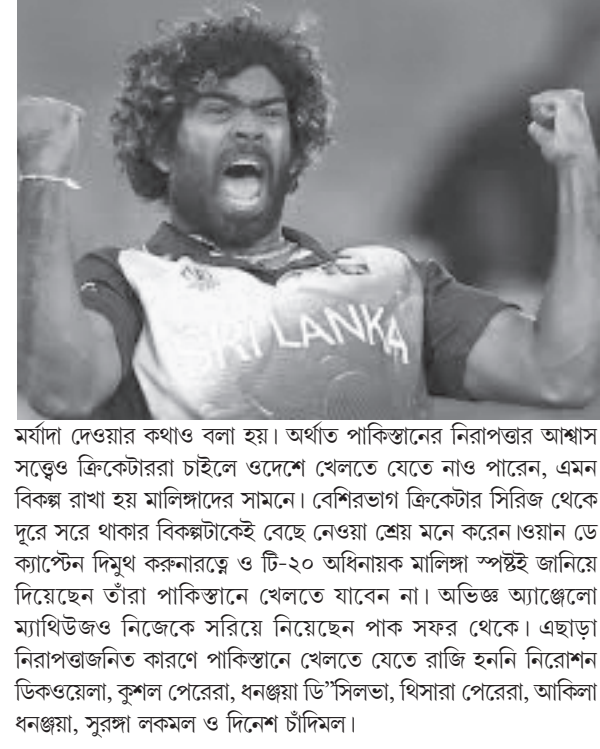 SRI LANKA
মর্যাদা দেওয়ার কথাও বলা হয়। অর্থাত পাকিস্তানের নিরাপত্তার আশ্বাস
সত্ত্বেও ক্রিকেটাররা চাইলে ওদেশে খেলতে যেতে নাও পারেন, এমন
বিকল্প রাখা হয় মালিঙ্গাদের সামনে। বেশিরভাগ ক্রিকেটার সিরিজ থেকে
দূরে সরে থাকার বিকল্পটাকেই বেছে নেওয়া শ্রেয় মনে করেন।ওয়ান ডে
ক্যাপ্টেন দিমুথ করুনারত্নে ও টি-২০ অধিনায়ক মালিঙ্গা স্পষ্টই জানিয়ে
দিয়েছেন তাঁরা পাকিস্তানে খেলতে যাবেন না। অভিজ্ঞ অ্যাঞ্জেলো
ম্যাথিউজও নিজেকে সরিয়ে নিয়েছেন পাক সফর থেকে। এছাড়া
নিরাপত্তাজনিত কারণে পাকিস্তানে খেলতে যেতে রাজি হননি নিরোশন
ডিকওয়েলা, কুশল পেরেরা, ধনঞ্জয়া ডি”সিলভা, থিসারা পেরেরা, আকিলা
ধনঞ্জয়া, সুরঙ্গা লকমল ও দিনেশ চাঁদিমল।